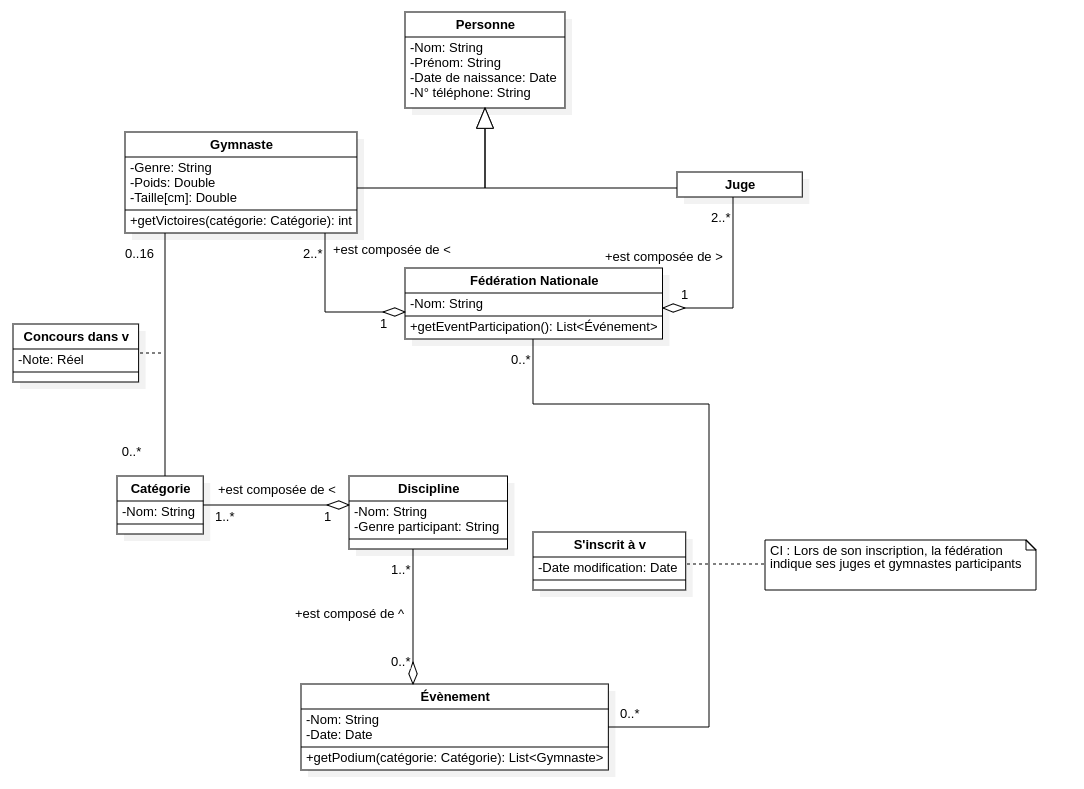 Personne
-Nom: String
-Prénom: String
-Date de naissance: Date
-N° téléphone: String
Gymnaste
-Genre: String
-Poids: Double
-Taille[cm]: Double
+getVictoires(catégorie: Catégorie): int
Juge
2..*
0..16
2..*
+est composée de <
+est composée de >
Fédération Nationale
-Nom: String
+getEventParticipation(): List<Événement>
1
1
0..*
Concours dans v
-Note: Réel
0..*
Catégorie
-Nom: String
+est composée de <
1..*
1
Discipline
-Nom: String
-Genre participant: String
S'inscrit à v
-Date modification: Date
CI : Lors de son inscription, la fédération
indique ses juges et gymnastes participants
1..*
+est composé de ^
0..*
Évènement
-Nom: String
-Date: Date
+getPodium(catégorie: Catégorie): List<Gymnaste>
0..*